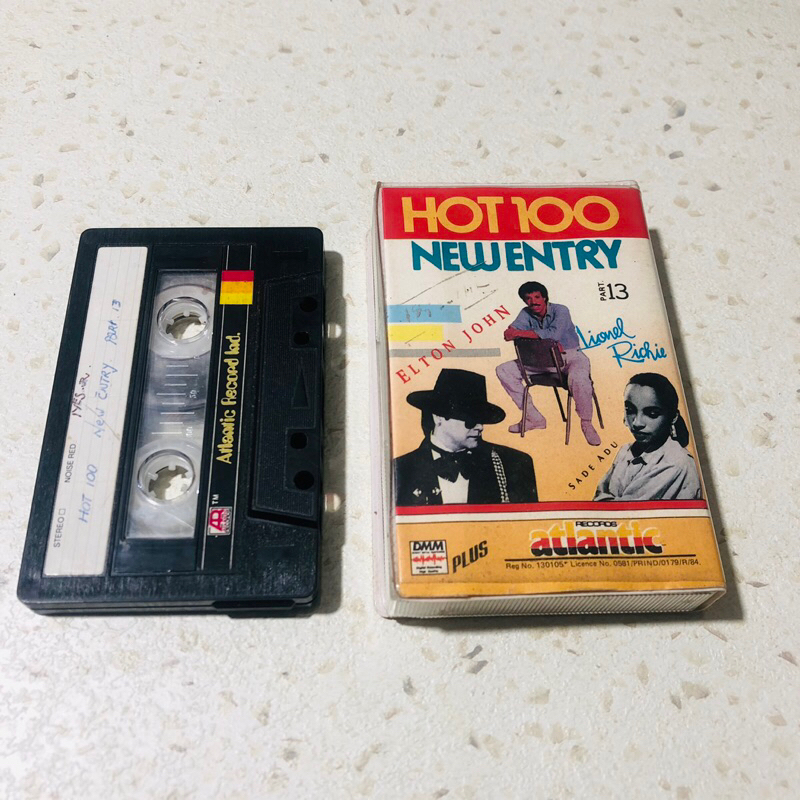 STEREO □ NOISE RED
HOT 100 NEW ENTRY PART 13
Atlantic Record Ind.
AR
TM
HOT 100
NEW ENTRY
PART 13
ELTON JOHN
Lionel
Richie
SADE ADU
DMM
PLUS
RECORDS
atlantic
Reg No. 130105* Licence No. 0581/PRIND/0179/R/84.